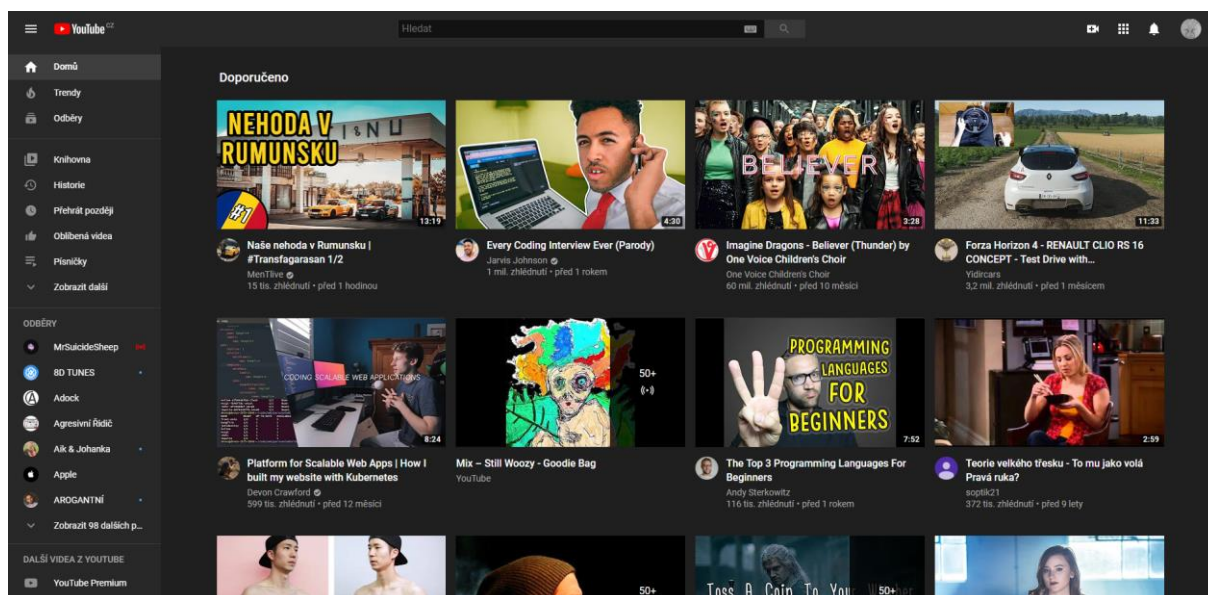 YouTube CZ
Hledat
Domů
Trendy
Odběry
Knihovna
Historie
Přehrát později
Oblíbená videa
Písničky
Zobrazit další
ODBĚRY
MrSuicideSheep
8D TUNES
Adock
Agresivní Řidič
Aik & Johanka
Apple
AROGANTNÍ
Zobrazit 98 dalších p...
DALŠÍ VIDEA Z YOUTUBE
YouTube Premium
Doporučeno
NEHODA V
RUMUNSKU
#1
13:19
Naše nehoda v Rumunsku |
#Transfagarasan 1/2
MenTlive
15 tis. zhlédnutí • před 1 hodinou
4:30
Every Coding Interview Ever (Parody)
Jarvis Johnson
1 mil. zhlédnutí • před 1 rokem
BELIEVER
3:28
Imagine Dragons - Believer (Thunder) by
One Voice Children's Choir
One Voice Children's Choir
60 mil. zhlédnutí • před 10 měsíci
11:33
Forza Horizon 4 - RENAULT CLIO RS 16
CONCEPT - Test Drive with...
Yidircars
3,2 mil. zhlédnutí • před 1 měsícem
CODING SCALABLE WEB APPLICATIONS
8:24
Platform for Scalable Web Apps | How I
built my website with Kubernetes
Devon Crawford
599 tis. zhlédnutí • před 12 měsíci
50+
Mix – Still Woozy - Goodie Bag
YouTube
PROGRAMMING
LANGUAGES
FOR
BEGINNERS
7:52
The Top 3 Programming Languages For
Beginners
Andy Sterkowitz
116 tis. zhlédnutí • před 1 rokem
2:59
Teorie velkého třesku - To mu jako volá
Pravá ruka?
soptik21
372 tis. zhlédnutí • před 9 lety
50+
Toss A Coin To Your
50+